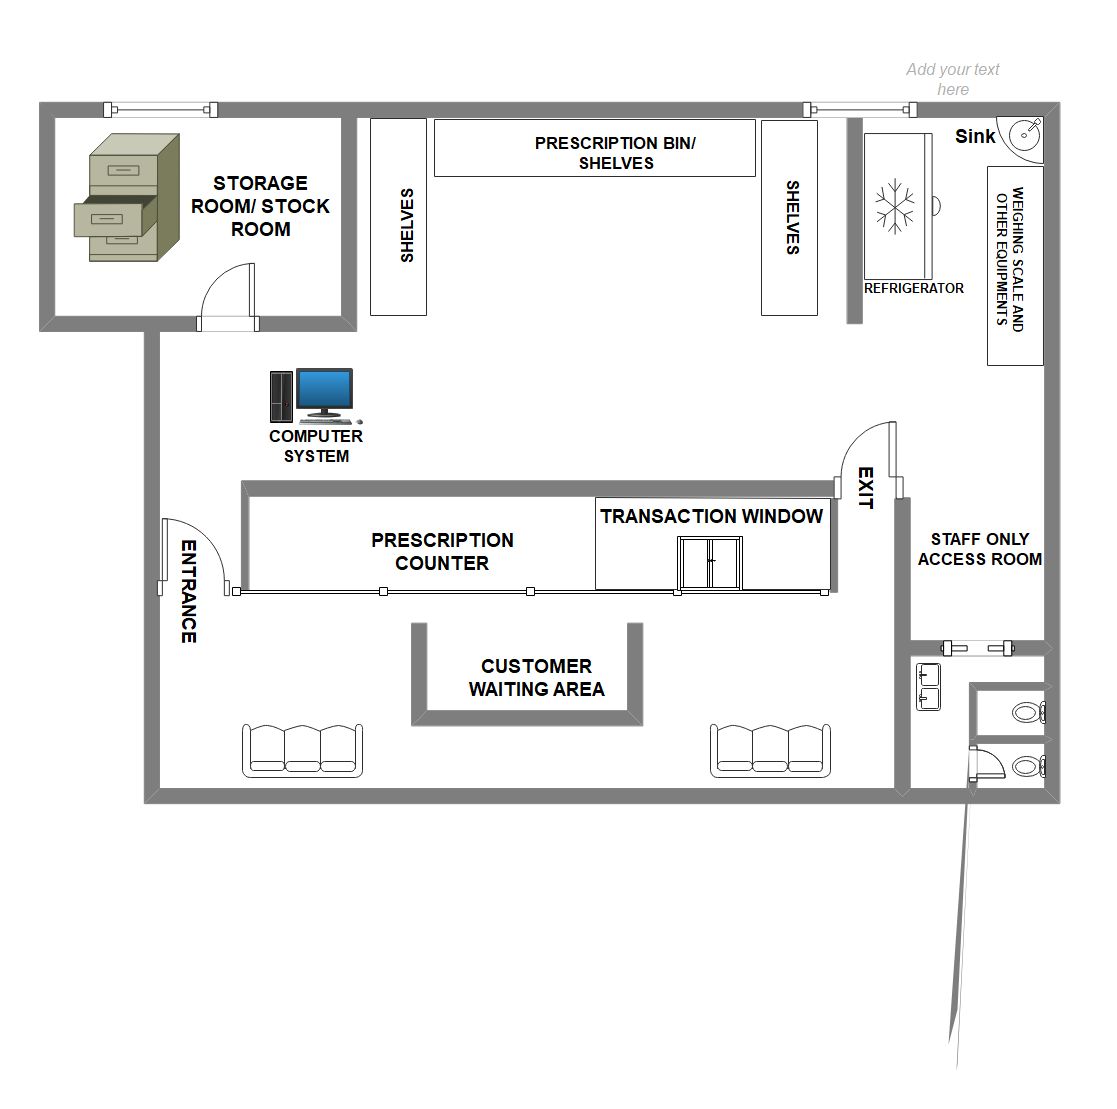 Add your text
here
Sink
PRESCRIPTION BIN/
SHELVES
STORAGE
ROOM/ STOCK
ROOM
SHELVES
SHELVES
WEIGHING SCALE AND
OTHER EQUIPMENTS
REFRIGERATOR
COMPUTER
SYSTEM
EXIT
TRANSACTION WINDOW
PRESCRIPTION
COUNTER
STAFF ONLY
ACCESS ROOM
ENTRANCE
CUSTOMER
WAITING AREA